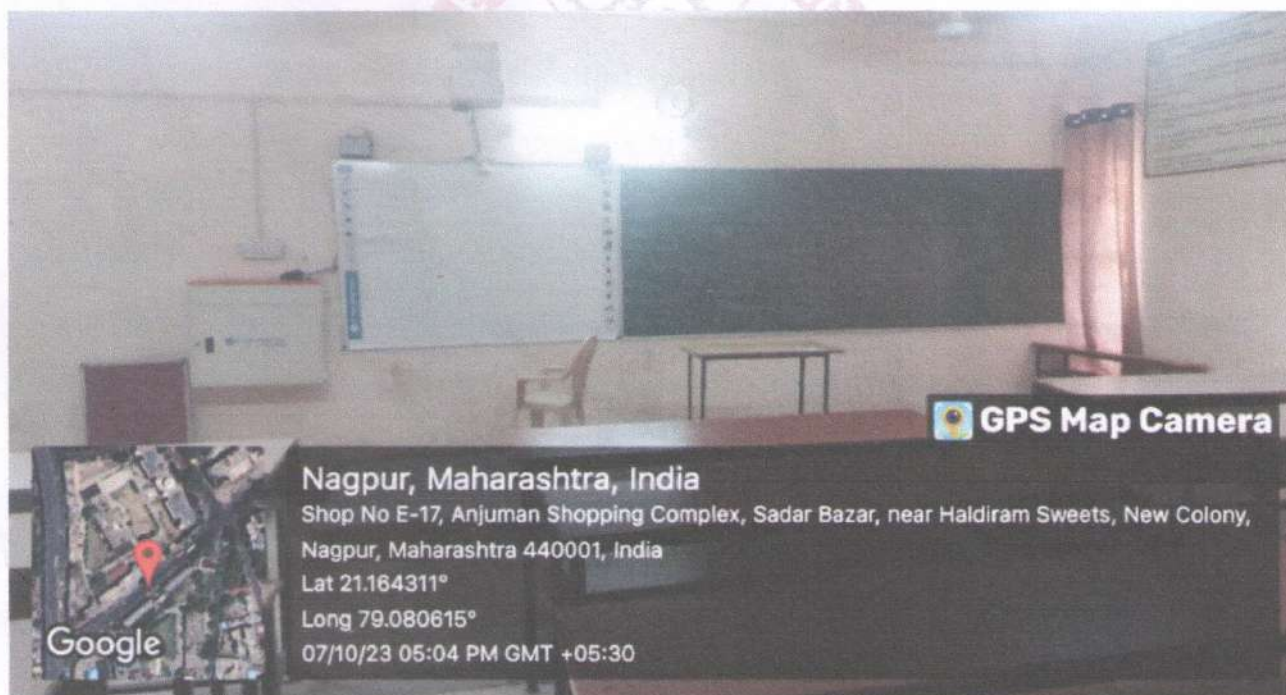 GPS Map Camera
Nagpur, Maharashtra, India
Shop No E-17, Anjuman Shopping Complex, Sadar Bazar, near Haldiram Sweets, New Colony,
Nagpur, Maharashtra 440001, India
Lat 21.164311°
Long 79.080615°
07/10/23 05:04 PM GMT +05:30
Google